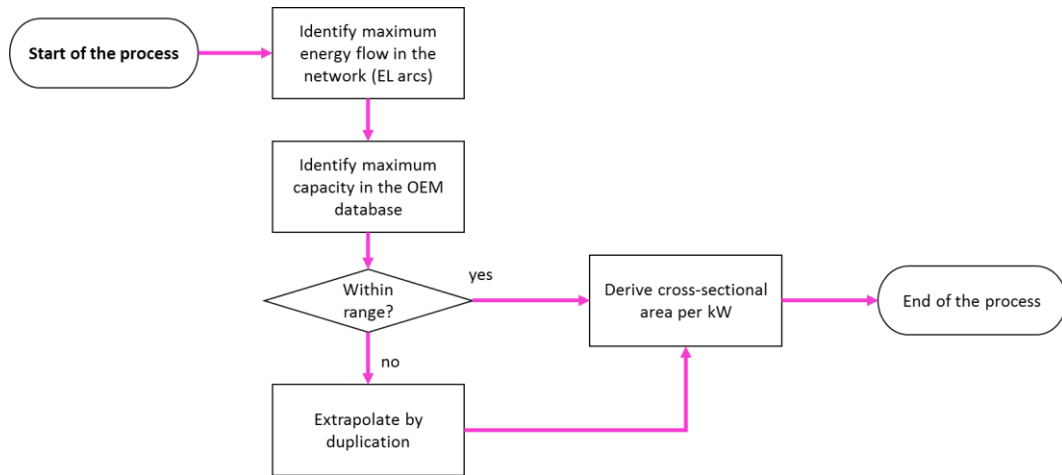 Start of the process
Identify maximum
energy flow in the
network (EL arcs)
Identify maximum
capacity in the OEM
database
Within
range?
yes
no
Extrapolate by
duplication
Derive cross-sectional
area per kW
End of the process